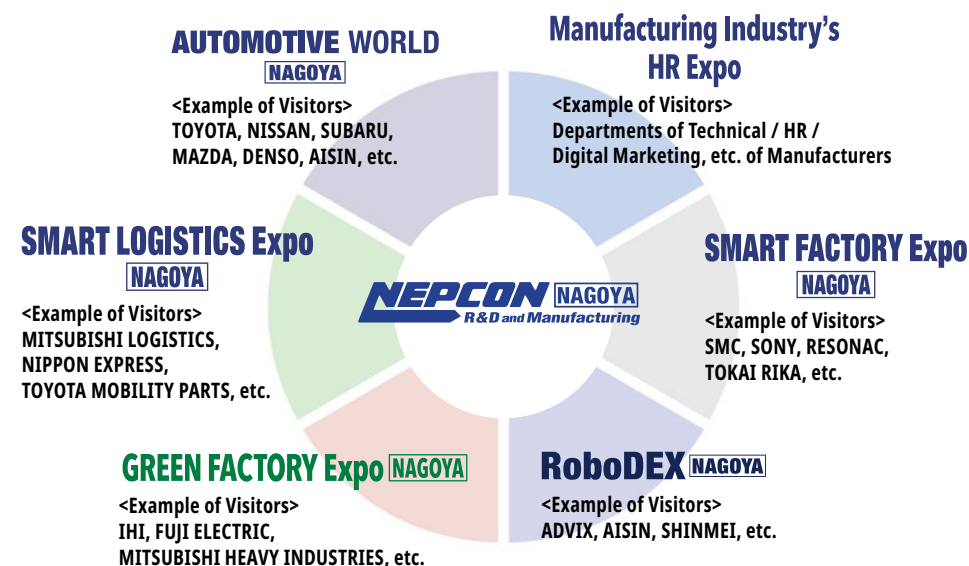 AUTOMOTIVE WORLD
NAGOYA
<Example of Visitors>
TOYOTA, NISSAN, SUBARU,
MAZDA, DENSO, AISIN, etc.
Manufacturing Industry's
HR Expo
<Example of Visitors>
Departments of Technical / HR /
Digital Marketing, etc. of Manufacturers
SMART LOGISTICS Expo
NAGOYA
<Example of Visitors>
MITSUBISHI LOGISTICS,
NIPPON EXPRESS,
TOYOTA MOBILITY PARTS, etc.
NEPCON NAGOYA
R&D and Manufacturing
SMART FACTORY Expo
NAGOYA
<Example of Visitors>
SMC, SONY, RESONAC,
TOKAI RIKA, etc.
GREEN FACTORY Expo NAGOYA
<Example of Visitors>
IHI, FUJI ELECTRIC,
MITSUBISHI HEAVY INDUSTRIES, etc.
RoboDEX NAGOYA
<Example of Visitors>
ADVIX, AISIN, SHINMEI, etc.